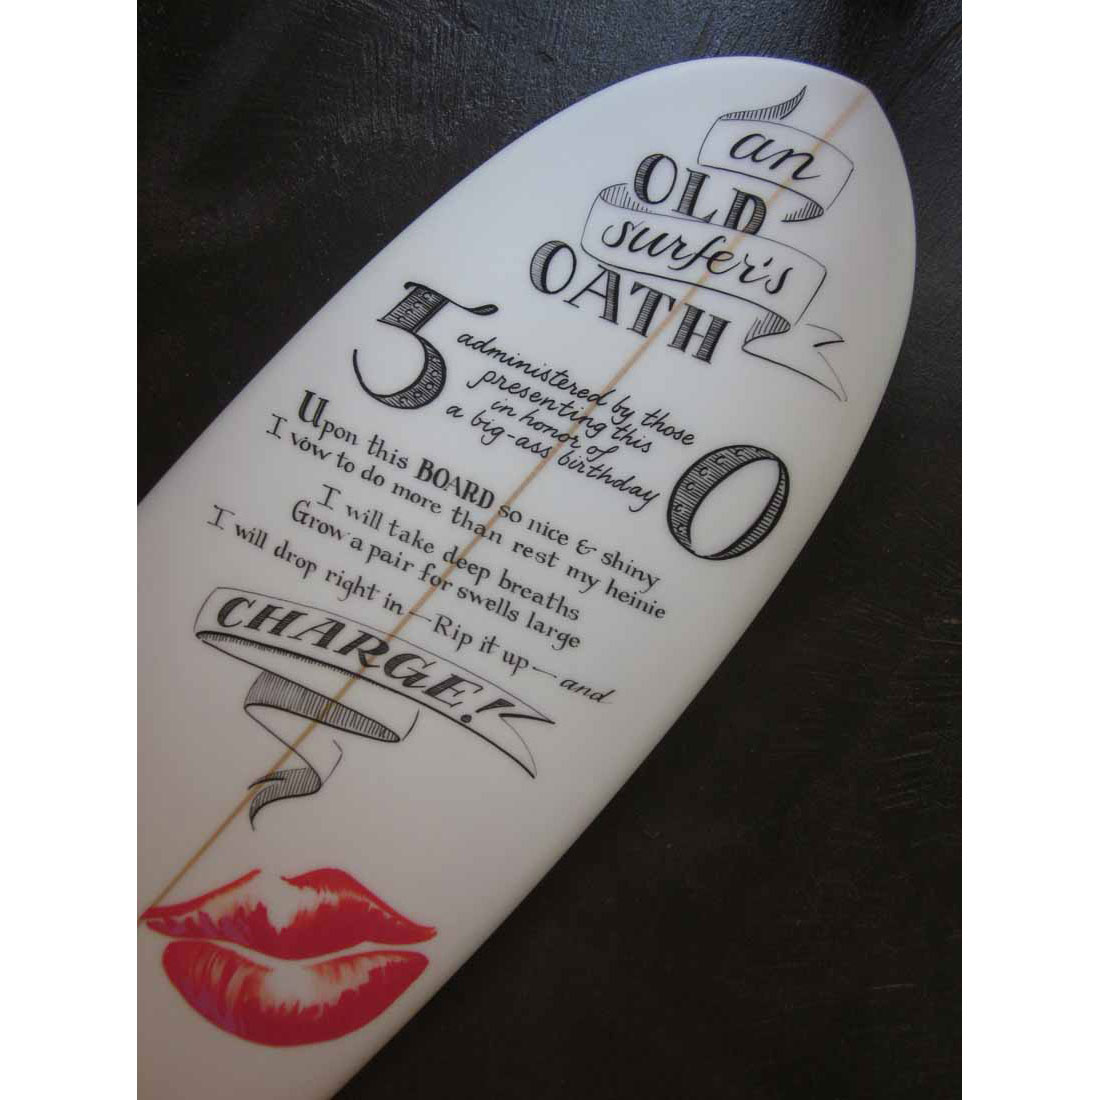 an
OLD
surfer's
OATH
50
administered by those
presenting this
in honor of
a big-ass birthday
Upon this BOARD so nice & shiny
I vow to do more than rest my heinie
I will take deep breaths
Grow a pair for swells large
I will drop right in—Rip it up—and
CHARGE!